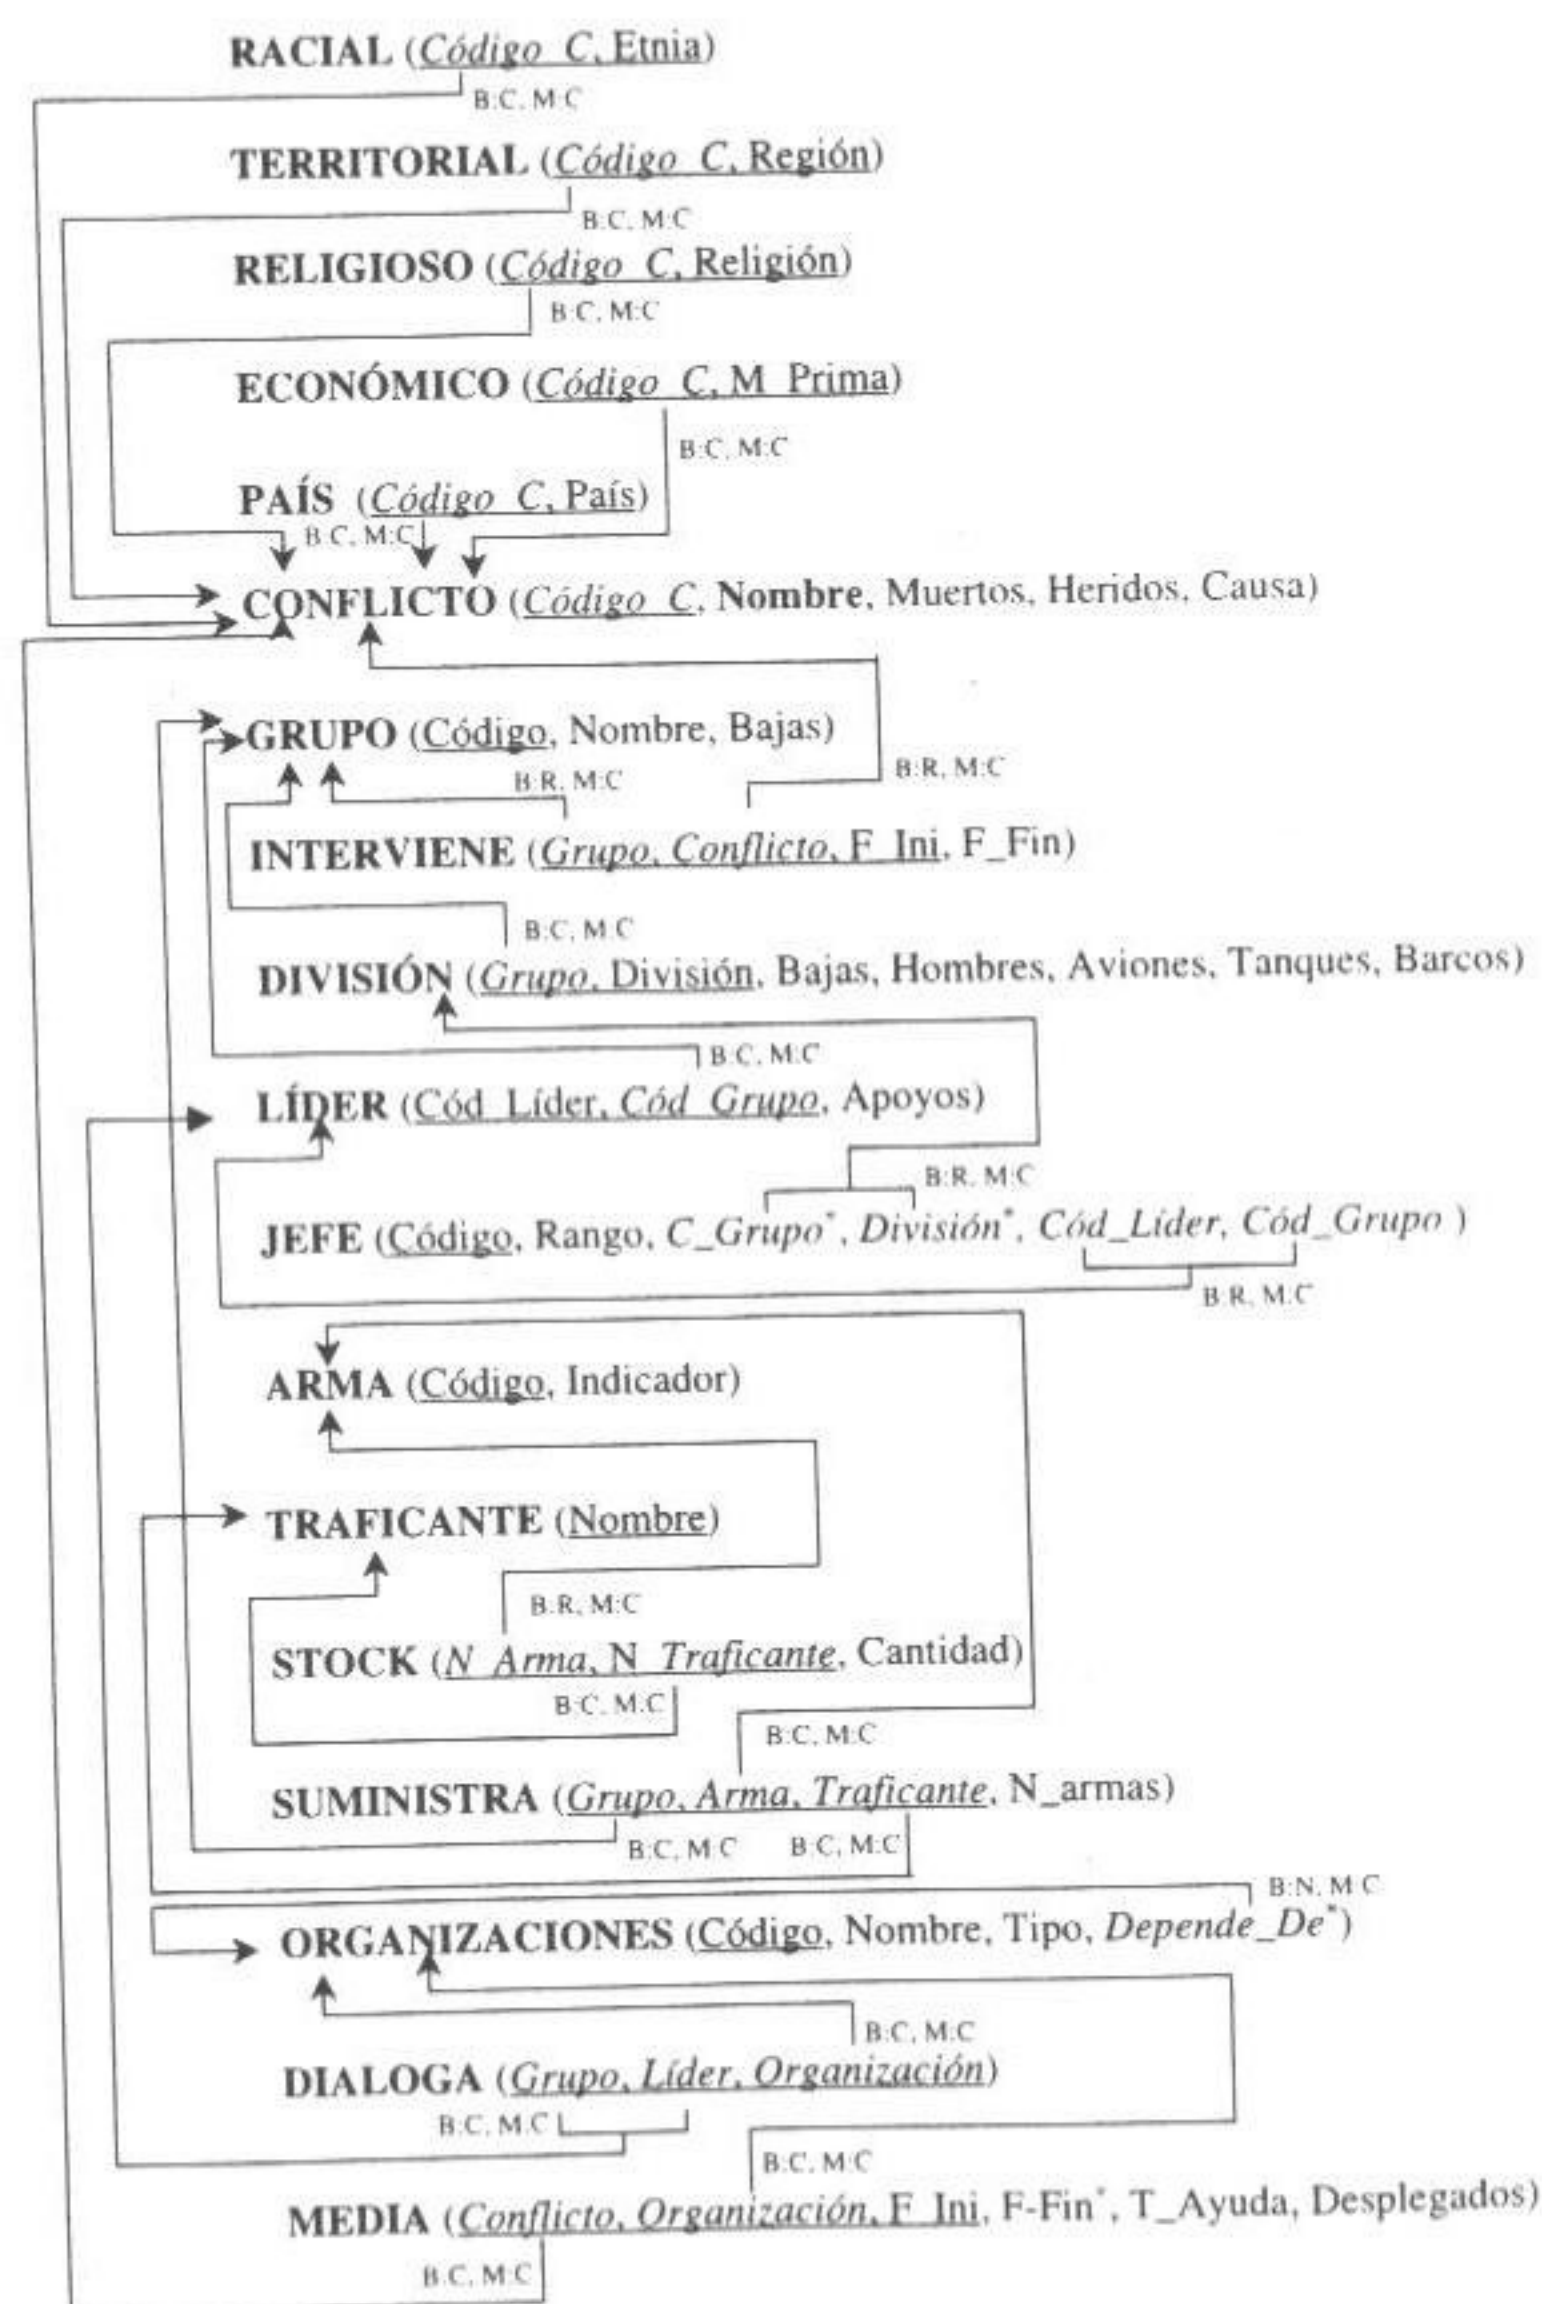 RACIAL (Código_C, Etnia)
B:C, M:C
TERRITORIAL (Código_C, Región)
B:C, M:C
RELIGIOSO (Código_C, Religión)
B:C, M:C
ECONÓMICO (Código_C, M_Prima)
B:C, M:C
PAÍS (Código_C, País)
B:C, M:C
CONFLICTO (Código_C, Nombre, Muertos, Heridos, Causa)
GRUPO (Código, Nombre, Bajas)
B:R, M:C
B:R, M:C
INTERVIENE (Grupo, Conflicto, F_Ini, F_Fin)
B:C, M:C
DIVISIÓN (Grupo, División, Bajas, Hombres, Aviones, Tanques, Barcos)
B:C, M:C
LÍDER (Cód_Líder, Cód_Grupo, Apoyos)
B:R, M:C
JEFE (Código, Rango, C_Grupo*, División*, Cód_Líder, Cód_Grupo )
B:R, M:C
ARMA (Código, Indicador)
TRAFICANTE (Nombre)
B:R, M:C
STOCK (N_Arma, N_Traficante, Cantidad)
B:C, M:C
B:C, M:C
SUMINISTRA (Grupo, Arma, Traficante, N_armas)
B:C, M:C B:C, M:C
B:N, M:C
ORGANIZACIONES (Código, Nombre, Tipo, Depende_De*)
B:C, M:C
DIALOGA (Grupo, Líder, Organización)
B:C, M:C
B:C, M:C
MEDIA (Conflicto, Organización, F_Ini, F-Fin*, T_Ayuda, Desplegados)
B:C, M:C